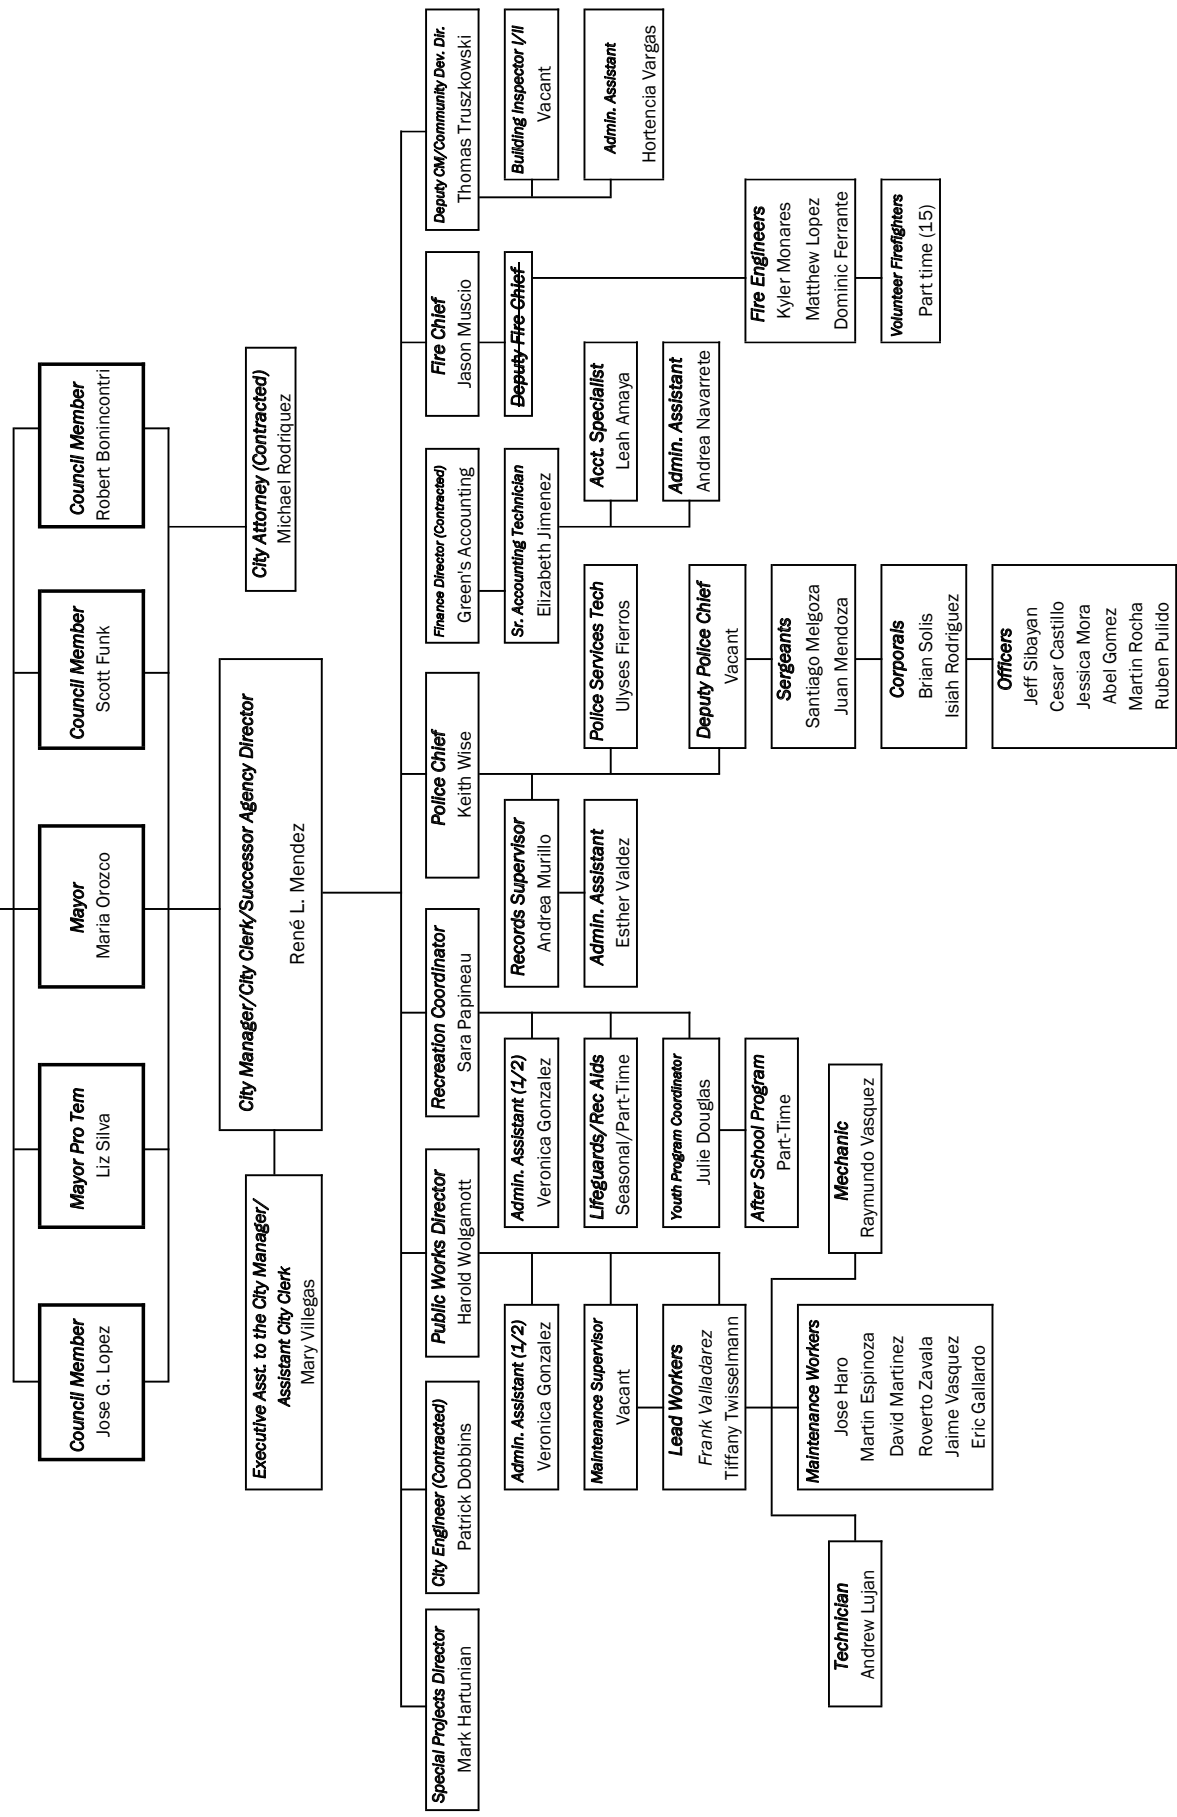 Council Member
Jose G. Lopez
Mayor Pro Tem
Liz Silva
Mayor
Maria Orozco
Council Member
Scott Funk
Council Member
Robert Bonincontri
Executive Asst. to the City Manager/
Assistant City Clerk
Mary Villegas
City Manager/City Clerk/Successor Agency Director
René L. Mendez
City Attorney (Contracted)
Michael Rodriquez
Special Projects Director
Mark Hartunian
City Engineer (Contracted)
Patrick Dobbins
Public Works Director
Harold Wolgamott
Admin. Assistant (1/2)
Veronica Gonzalez
Maintenance Supervisor
Vacant
Lead Workers
Frank Valladarez
Tiffany Twisselmann
Technician
Andrew Lujan
Maintenance Workers
Jose Haro
Martin Espinoza
David Martinez
Roverto Zavala
Jaime Vasquez
Eric Gallardo
Mechanic
Raymundo Vasquez
Recreation Coordinator
Sara Papineau
Admin. Assistant (1/2)
Veronica Gonzalez
Lifeguards/Rec Aids
Seasonal/Part-Time
Youth Program Coordinator
Julie Douglas
After School Program
Part-Time
Police Chief
Keith Wise
Records Supervisor
Andrea Murillo
Admin. Assistant
Esther Valdez
Police Services Tech
Ulyses Fierros
Deputy Police Chief
Vacant
Sergeants
Santiago Melgoza
Juan Mendoza
Corporals
Brian Solis
Isiah Rodriguez
Officers
Jeff Sibayan
Cesar Castillo
Jessica Mora
Abel Gomez
Martin Rocha
Ruben Pulido
Finance Director (Contracted)
Green's Accounting
Sr. Accounting Technician
Elizabeth Jimenez
Acct. Specialist
Leah Amaya
Admin. Assistant
Andrea Navarrete
Fire Chief
Jason Muscio
Deputy Fire Chief
Fire Engineers
Kyler Monares
Matthew Lopez
Dominic Ferrante
Volunteer Firefighters
Part time (15)
Deputy CM/Community Dev. Dir.
Thomas Truszkowski
Building Inspector I/II
Vacant
Admin. Assistant
Hortencia Vargas